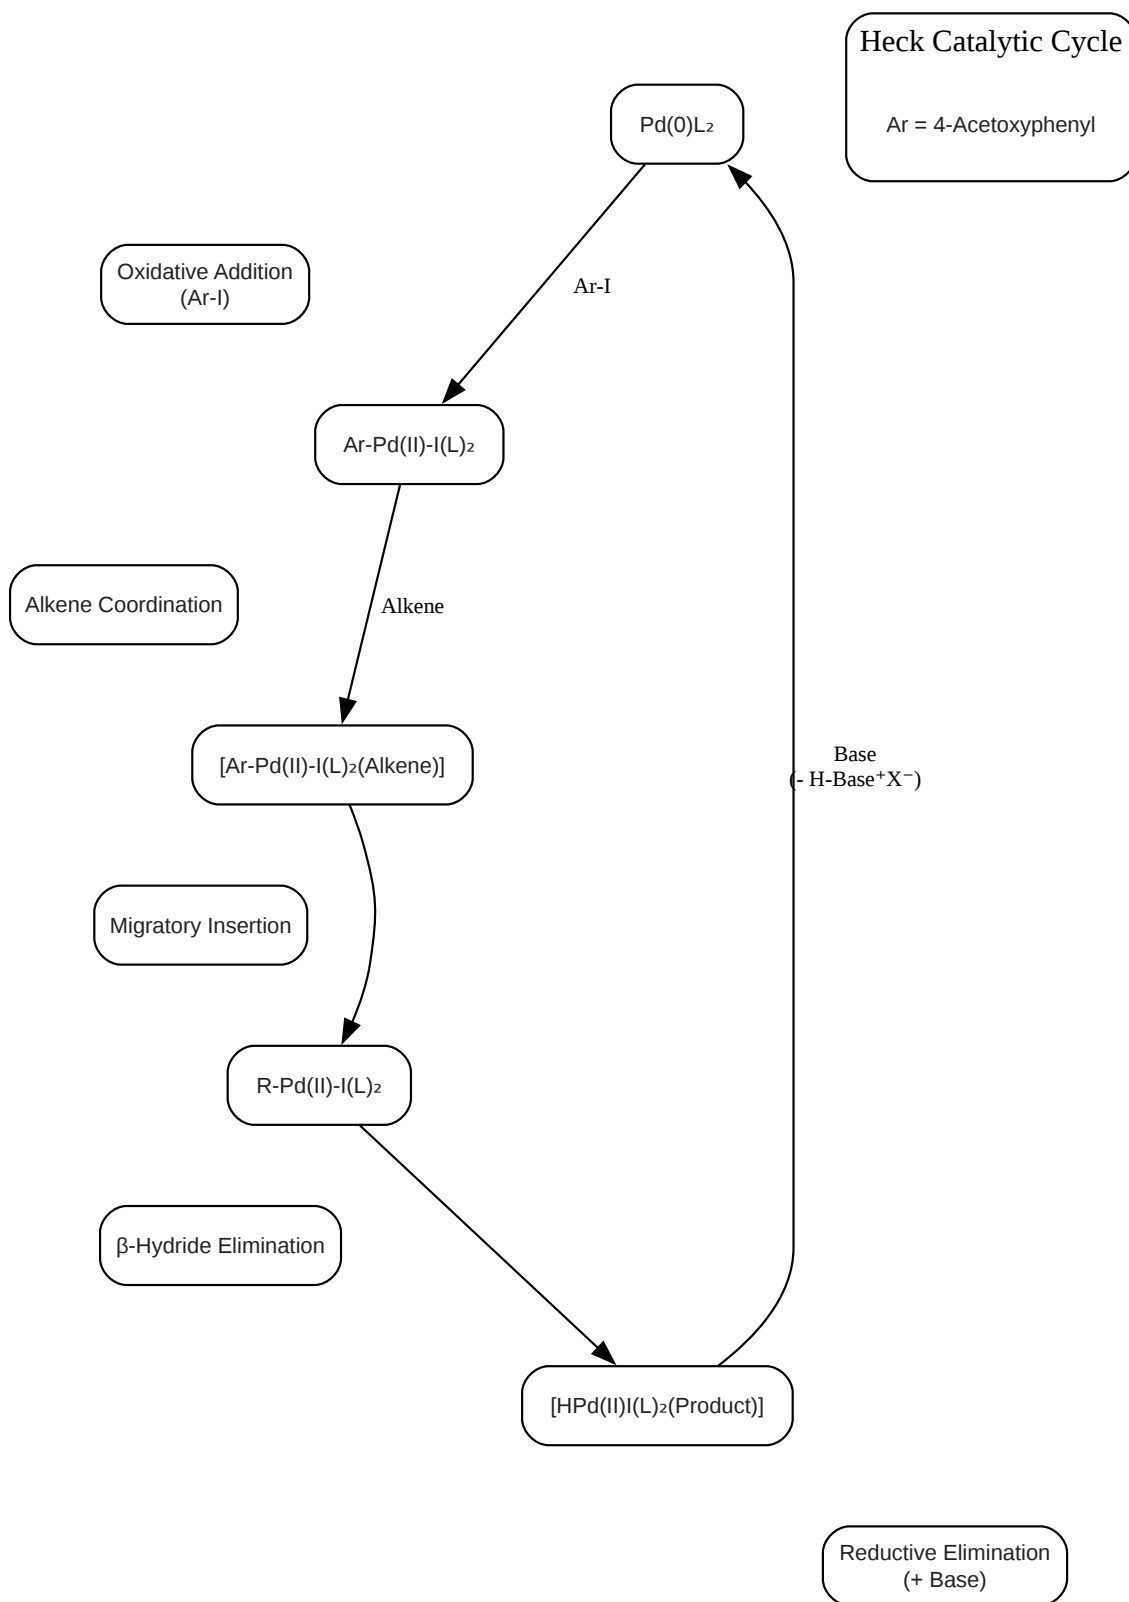 Heck Catalytic Cycle
Ar = 4-Acetoxyphenyl
Pd(0)L₂
Oxidative Addition
(Ar-I)
Ar-I
Ar-Pd(II)-I(L)₂
Alkene Coordination
Alkene
[Ar-Pd(II)-I(L)₂(Alkene)]
Base
(- H-Base⁺X⁻)
Migratory Insertion
R-Pd(II)-I(L)₂
β-Hydride Elimination
[HPd(II)I(L)₂(Product)]
Reductive Elimination
(+ Base)